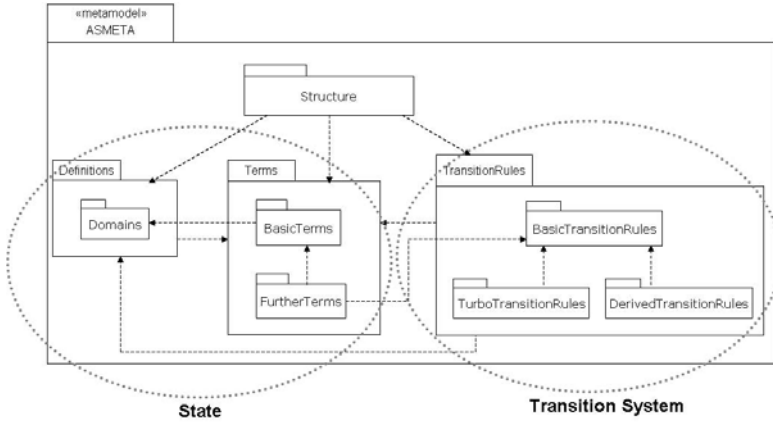 «metamodel»
ASMETA
Structure
Definitions
Terms
TransitionRules
Domains
BasicTerms
BasicTransitionRules
FurtherTerms
TurboTransitionRules
DerivedTransitionRules
State
Transition System